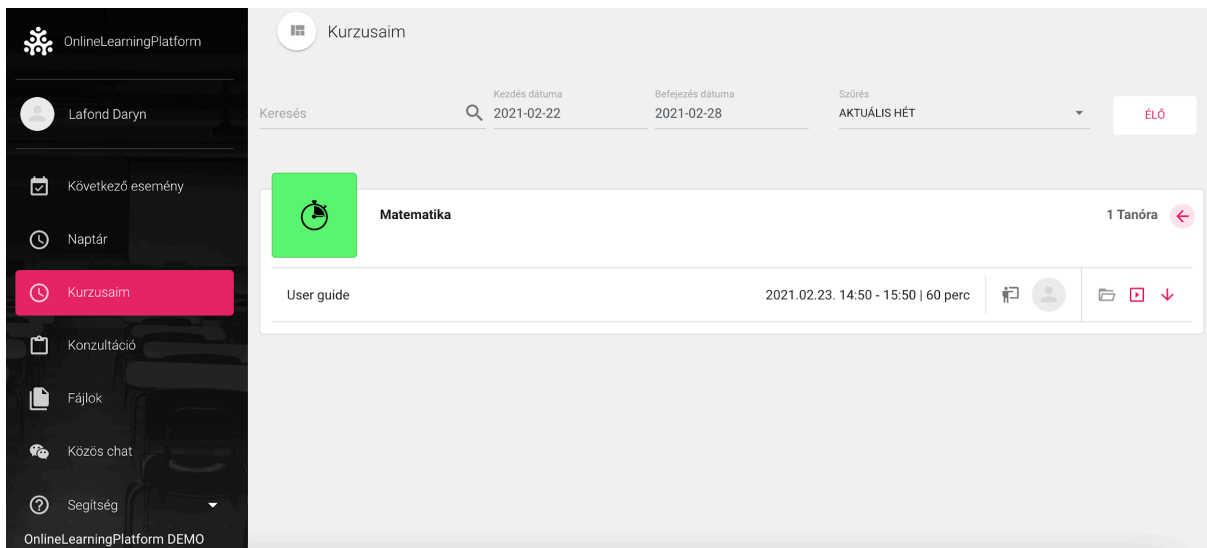 OnlineLearningPlatform
Lafond Daryn
Következő esemény
Naptár
Kurzusaim
Konzultáció
Fájlok
Közös chat
Segítség
OnlineLearningPlatform DEMO
Kurzusaim
Keresés
Kezdés dátuma
2021-02-22
Befejezés dátuma
2021-02-28
Szűrés
AKTUÁLIS HÉT
ÉLŐ
Matematika
1 Tanóra
User guide
2021.02.23. 14:50 - 15:50 | 60 perc